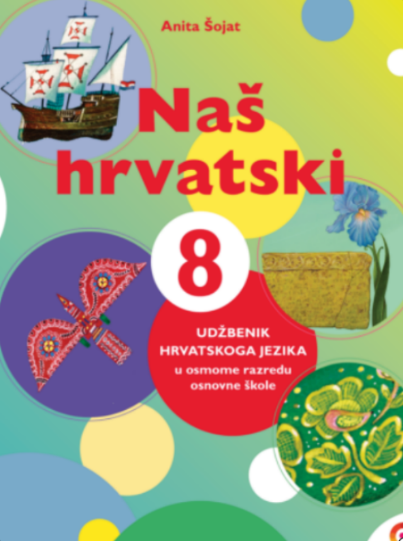 Anita Šojat
Naš
hrvatski
8
UDŽBENIK
HRVATSKOGA JEZIKA
u osmome razredu
osnovne škole